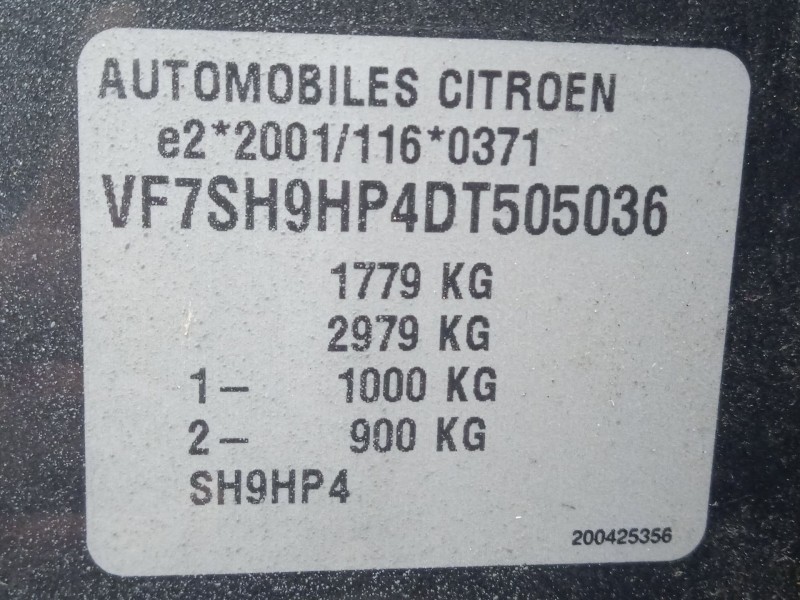 AUTOMOBILES CITROEN
e2*2001/116*0371
VF7SH9HP4DT505036
1779 KG
2979 KG
1- 1000 KG
2- 900 KG
SH9HP4
200425356